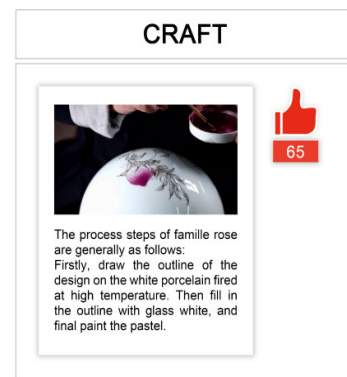 CRAFT
65
The process steps of famille rose
are generally as follows:
Firstly, draw the outline of the
design on the white porcelain fired
at high temperature. Then fill in
the outline with glass white, and
final paint the pastel.